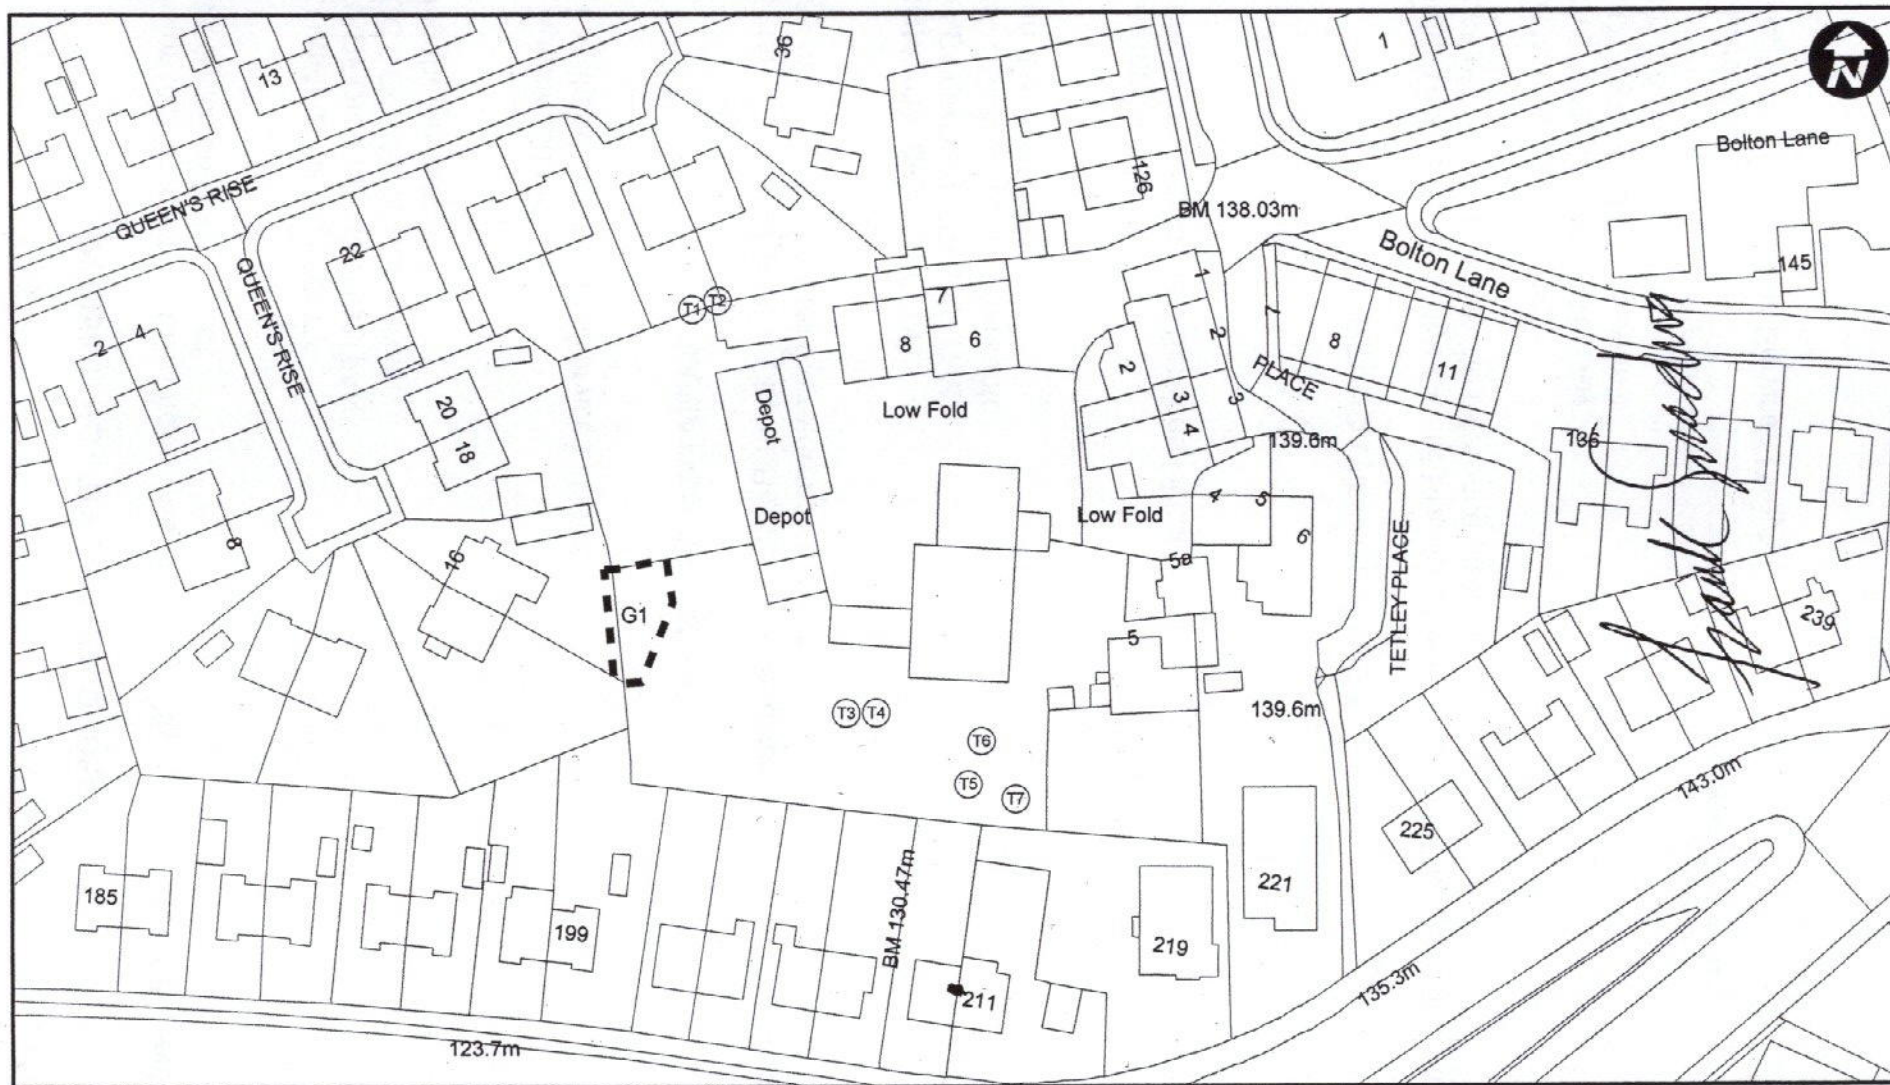 36
1
13
N
Bolton Lane
126
QUEEN'S RISE
BM 138.03m
22
Bolton Lane
145
QUEEN'S RISE
T1
T2
1
7
7
2
4
8
6
2
8
2
PLACE
11
20
Depot
Low Fold
3
3
18
4
139.6m
136
Depot
Low Fold
4
5
6
8
16
5a
TETLEY PLACE
G1
5
239
T3
T4
139.6m
T6
T5
T7
143.0m
225
185
199
BM 130.47m
221
219
211
135.3m
123.7m